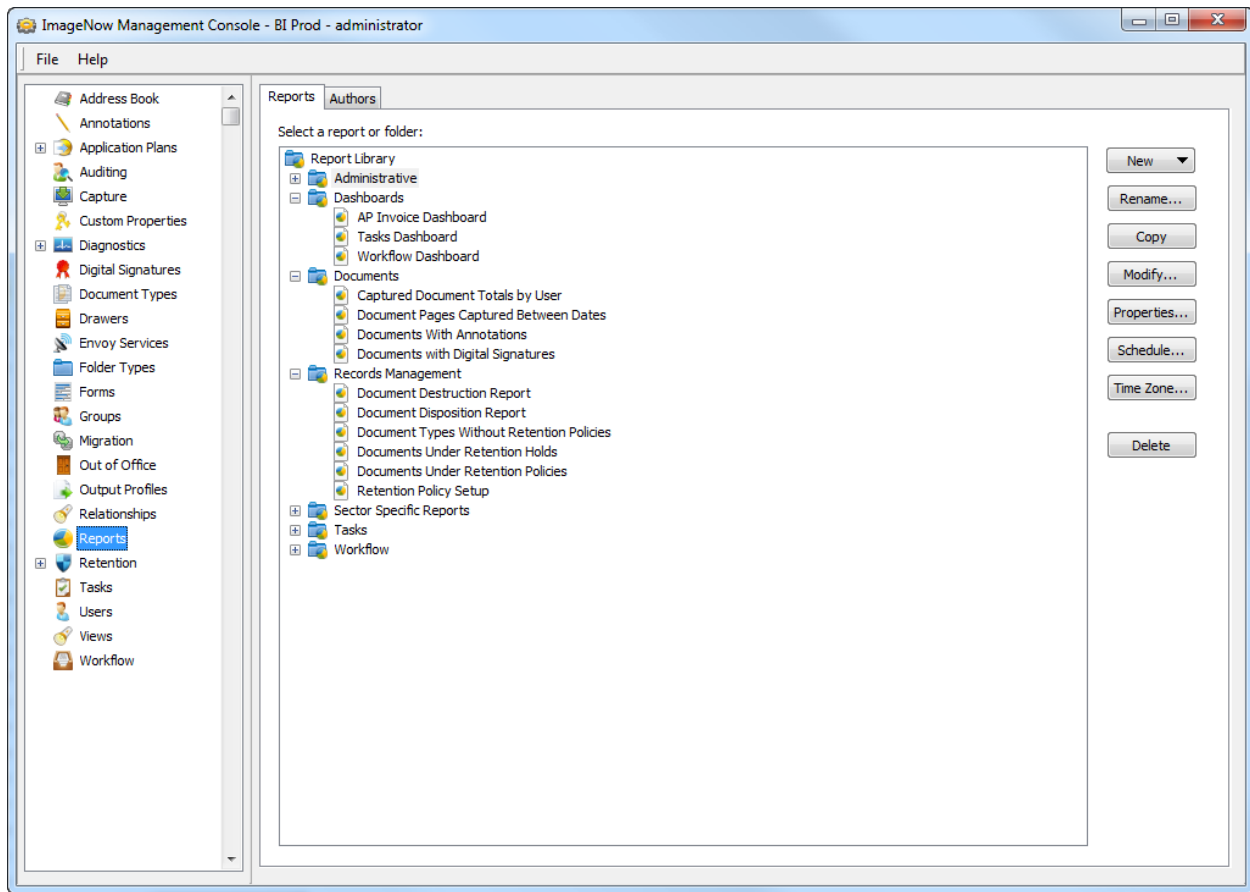 ImageNow Management Console - BI Prod - administrator
File Help
Address Book
Annotations
Application Plans
Auditing
Capture
Custom Properties
Diagnostics
Digital Signatures
Document Types
Drawers
Envoy Services
Folder Types
Forms
Groups
Migration
Out of Office
Output Profiles
Relationships
Reports
Retention
Tasks
Users
Views
Workflow
Reports Authors
Select a report or folder:
Report Library
Administrative
Dashboards
AP Invoice Dashboard
Tasks Dashboard
Workflow Dashboard
Documents
Captured Document Totals by User
Document Pages Captured Between Dates
Documents With Annotations
Documents with Digital Signatures
Records Management
Document Destruction Report
Document Disposition Report
Document Types Without Retention Policies
Documents Under Retention Holds
Documents Under Retention Policies
Retention Policy Setup
Sector Specific Reports
Tasks
Workflow
New
Rename...
Copy
Modify...
Properties...
Schedule...
Time Zone...
Delete